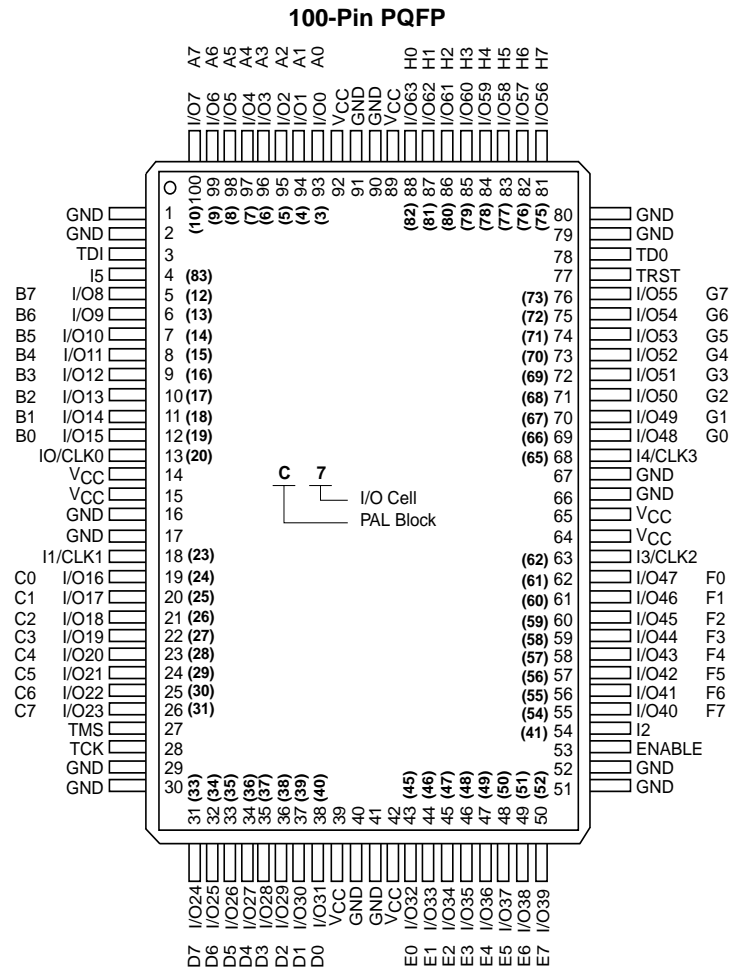 100-Pin PQFP
A7 A6 A5 A4 A3 A2 A1 A0 H0 H1 H2 H3 H4 H5 H6 H7
I/O7 I/O6 I/O5 I/O4 I/O3 I/O2 I/O1 I/O0 VCC GND GND VCC I/O63 I/O62 I/O61 I/O60 I/O59 I/O58 I/O57 I/O56
100 99 98 97 96 95 94 93 92 91 90 89 88 87 86 85 84 83 82 81
(10) (9) (8) (7) (6) (5) (4) (3) (82) (81) (80) (79) (78) (77) (76) (75)
GND 1 80 GND
GND 2 79 GND
TDI 3 78 TD0
I5 4 (83) 77 TRST
B7 I/O8 5 (12) (73) 76 I/O55 G7
B6 I/O9 6 (13) (72) 75 I/O54 G6
B5 I/O10 7 (14) (71) 74 I/O53 G5
B4 I/O11 8 (15) (70) 73 I/O52 G4
B3 I/O12 9 (16) (69) 72 I/O51 G3
B2 I/O13 10 (17) (68) 71 I/O50 G2
B1 I/O14 11 (18) (67) 70 I/O49 G1
B0 I/O15 12 (19) (66) 69 I/O48 G0
IO/CLK0 13 (20) (65) 68 I4/CLK3
VCC 14 67 GND
C 7
VCC 15 66 GND
I/O Cell
GND 16 65 VCC
PAL Block
GND 17 64 VCC
I1/CLK1 18 (23) (62) 63 I3/CLK2
C0 I/O16 19 (24) (61) 62 I/O47 F0
C1 I/O17 20 (25) (60) 61 I/O46 F1
C2 I/O18 21 (26) (59) 60 I/O45 F2
C3 I/O19 22 (27) (58) 59 I/O44 F3
C4 I/O20 23 (28) (57) 58 I/O43 F4
C5 I/O21 24 (29) (56) 57 I/O42 F5
C6 I/O22 25 (30) (55) 56 I/O41 F6
C7 I/O23 26 (31) (54) 55 I/O40 F7
TMS 27 (41) 54 I2
TCK 28 53 ENABLE
GND 29 52 GND
GND 30 51 GND
(33) (34) (35) (36) (37) (38) (39) (40) (45) (46) (47) (48) (49) (50) (51) (52)
31 32 33 34 35 36 37 38 39 40 41 42 43 44 45 46 47 48 49 50
I/O24 I/O25 I/O26 I/O27 I/O28 I/O29 I/O30 I/O31 VCC GND GND VCC I/O32 I/O33 I/O34 I/O35 I/O36 I/O37 I/O38 I/O39
D7 D6 D5 D4 D3 D2 D1 D0 E0 E1 E2 E3 E4 E5 E6 E7